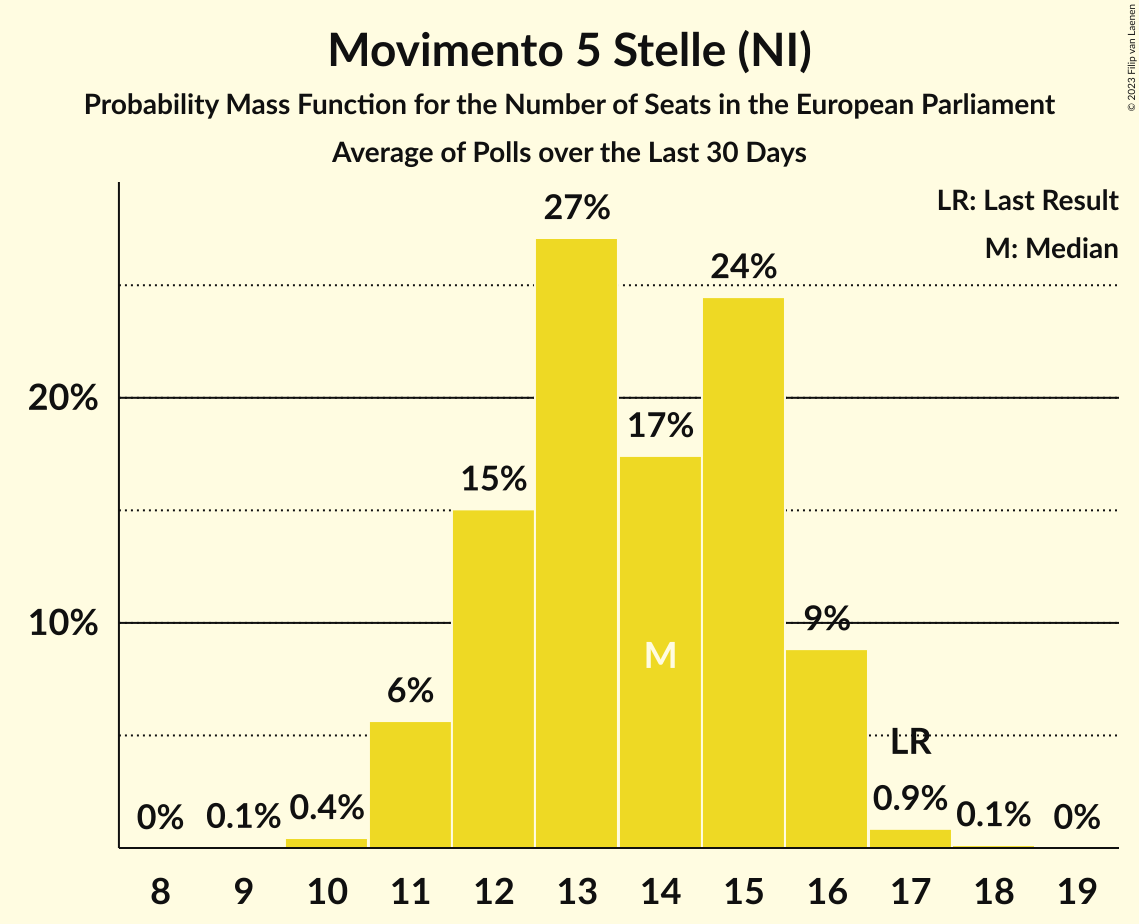 Movimento 5 Stelle (NI)
Probability Mass Function for the Number of Seats in the European Parliament
Average of Polls over the Last 30 Days
© 2023 Filip van Laenen
LR: Last Result
M: Median
20%
10%
0%
0.1%
0.4%
6%
15%
27%
17%
M
24%
9%
LR
0.9%
0.1%
0%
8 9 10 11 12 13 14 15 16 17 18 19